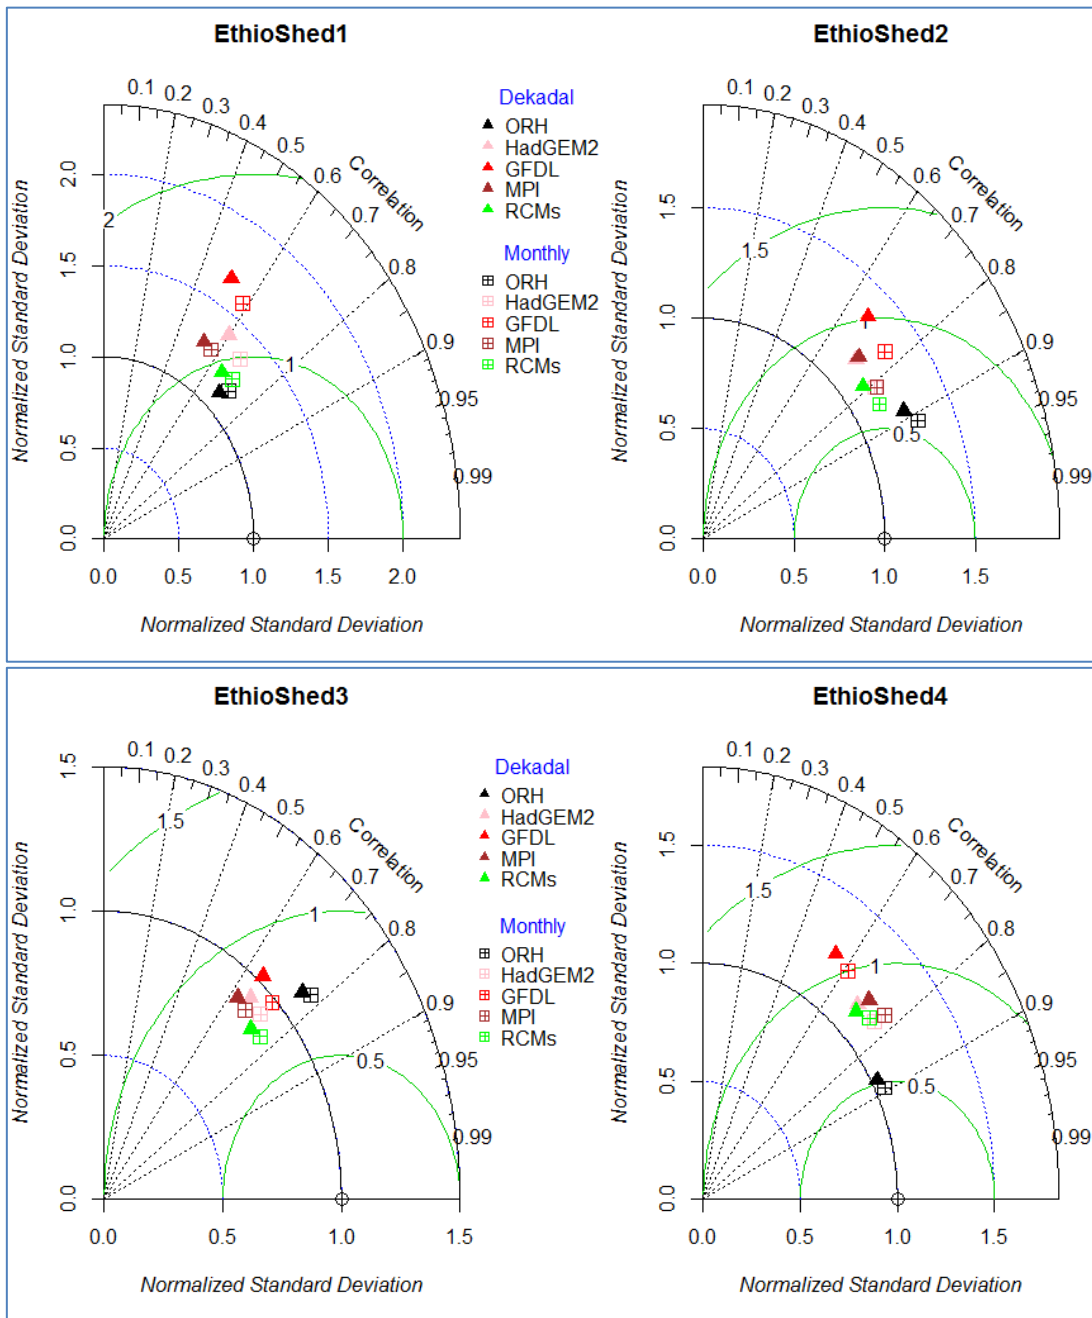 EthioShed1
EthioShed2
0.1 0.2 0.3 0.4 0.5 0.6 0.7 0.8 0.9 0.95 0.99
Correlation
2.0
1.5
1.0
0.5
0.0
Normalized Standard Deviation
2
1
0.0 0.5 1.0 1.5 2.0
Normalized Standard Deviation
Dekadal
ORH
HadGEM2
GFDL
MPI
RCMs
Monthly
ORH
HadGEM2
GFDL
MPI
RCMs
0.1 0.2 0.3 0.4 0.5 0.6 0.7 0.8 0.9 0.95 0.99
Correlation
1.5
1.0
0.5
0.0
Normalized Standard Deviation
1.5
1
0.5
0.0 0.5 1.0 1.5
Normalized Standard Deviation
EthioShed3
EthioShed4
0.1 0.2 0.3 0.4 0.5 0.6 0.7 0.8 0.9 0.95 0.99
Correlation
1.5
1.0
0.5
0.0
Normalized Standard Deviation
1.5
1
0.5
0.0 0.5 1.0 1.5
Normalized Standard Deviation
Dekadal
ORH
HadGEM2
GFDL
MPI
RCMs
Monthly
ORH
HadGEM2
GFDL
MPI
RCMs
0.1 0.2 0.3 0.4 0.5 0.6 0.7 0.8 0.9 0.95 0.99
Correlation
1.5
1.0
0.5
0.0
Normalized Standard Deviation
1.5
1
0.5
0.0 0.5 1.0 1.5
Normalized Standard Deviation